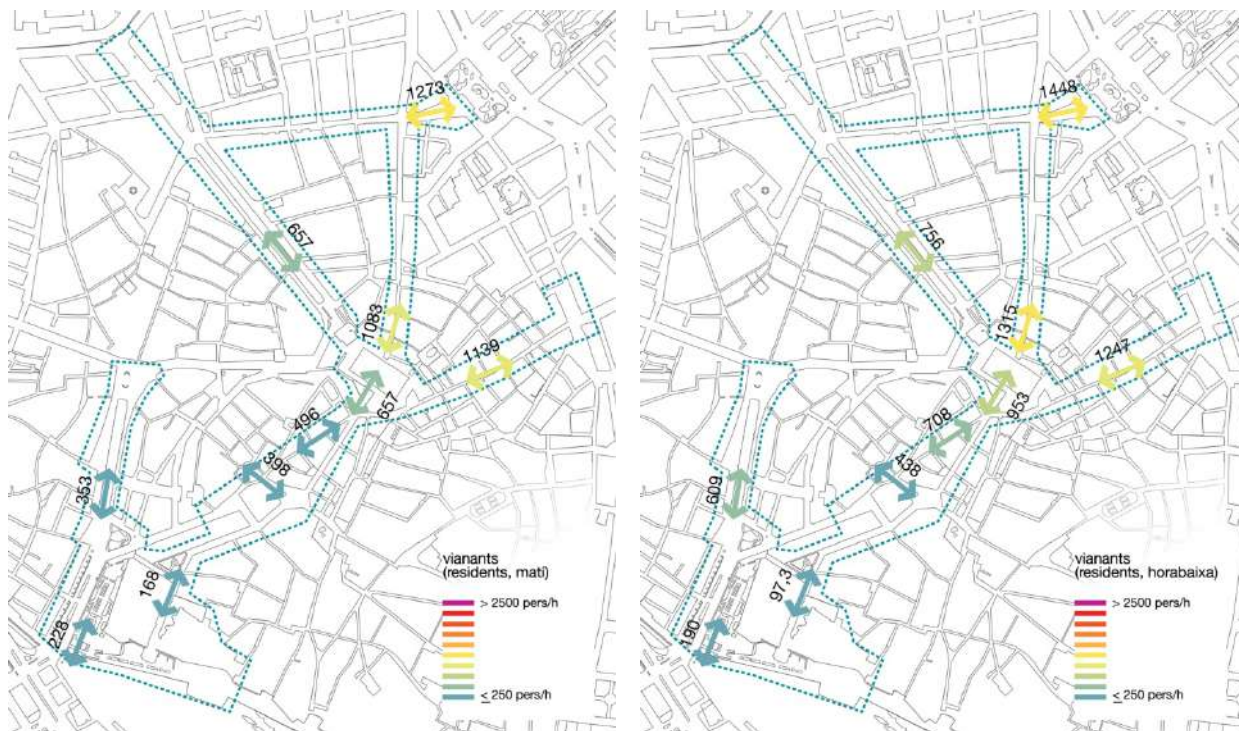 1273
657
1083
1139
657
496
398
353
168
228
vianants
(residents, matí)
> 2500 pers/h
≤ 250 pers/h
1448
756
1315
1247
953
708
438
609
97,3
190
vianants
(residents, horabaixa)
> 2500 pers/h
≤ 250 pers/h